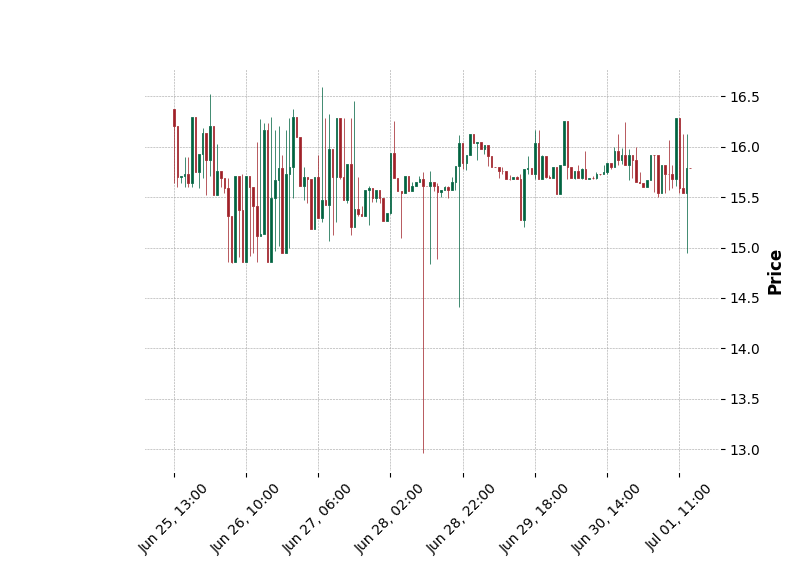 16.5
16.0
15.5
15.0
14.5
14.0
13.5
13.0
Price
Jun 25, 13:00
Jun 26, 10:00
Jun 27, 06:00
Jun 28, 02:00
Jun 28, 22:00
Jun 29, 18:00
Jun 30, 14:00
Jul 01, 11:00